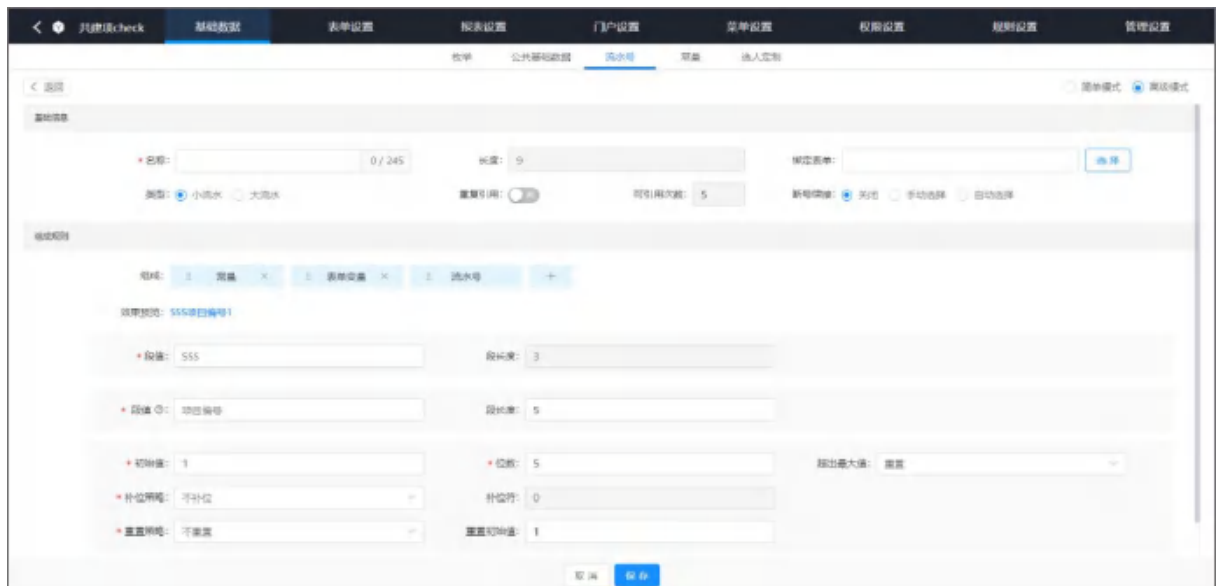 共建项check 基础数据 表单设置 报表设置 门户设置 菜单设置 权限设置 规则设置 管理设置
枚举 公共基础数据 流水号 常量 选人定制
返回 简单模式 高级模式
基础信息
* 名称: 0 / 245 长度: 9 绑定表单: 选择
类型: 小流水 大流水 重复引用: 可引用次数: 5 断号续接: 关闭 手动选择 自动选择
组成规则
组成: 常量 × 表单变量 × 流水号 +
效果预览: 555项目编号1
* 段值: 555 段长度: 3
* 段值 : 项目编号 段长度: 5
* 初始值: 1 * 位数: 5 超出最大值: 重置
* 补位策略: 不补位 补位符: 0
* 重置策略: 不重置 重置初始值: 1
取消 保存